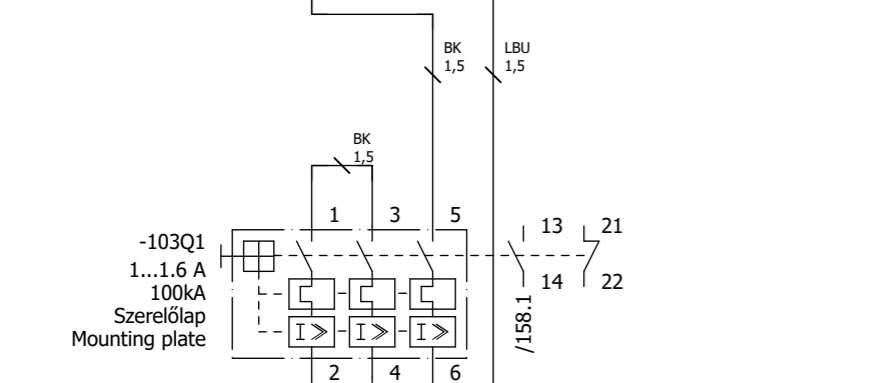 BK
1,5
LBU
1,5
BK
1,5
1
3
5
13
21
-103Q1
1...1.6 A
100kA
Szerelőlap
Mounting plate
14
22
/158.1
I
I
I
2
4
6